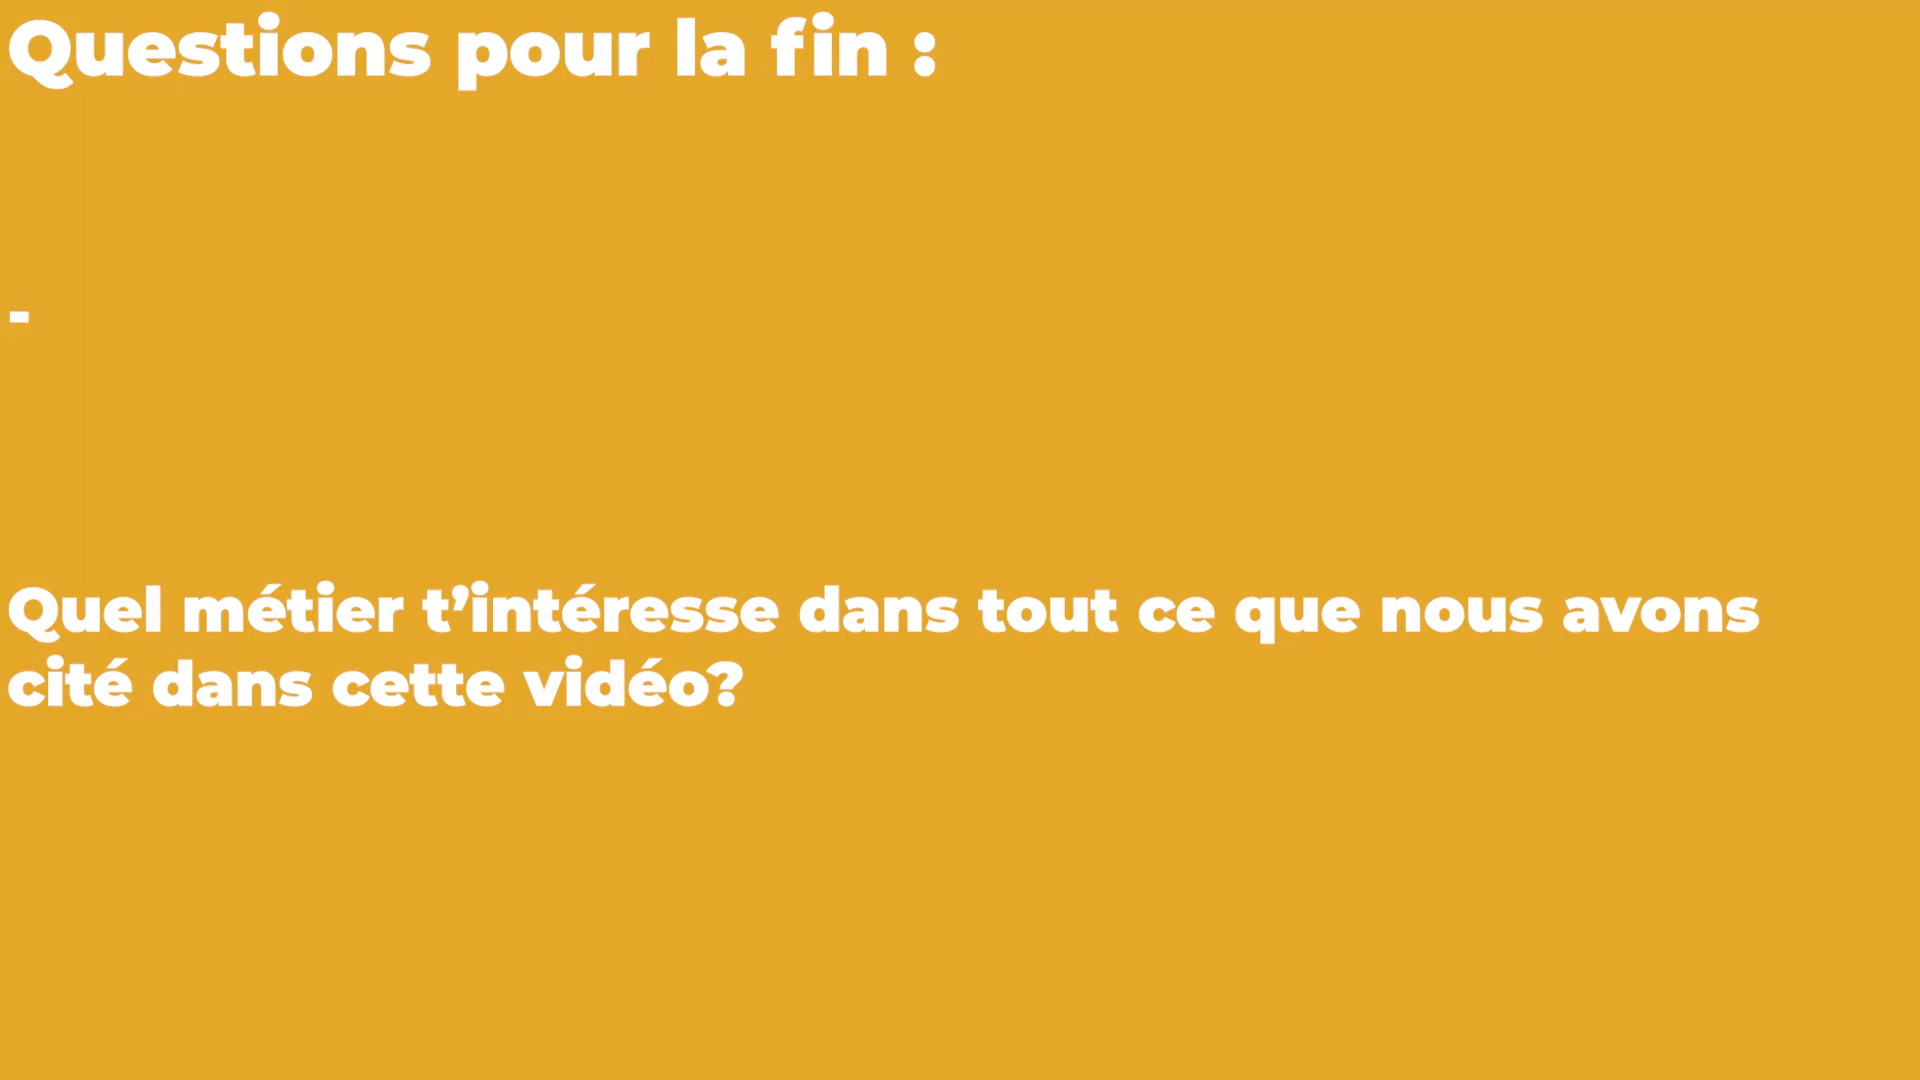 Questions pour la fin :
-
Quel métier t’intéresse dans tout ce que nous avons
cité dans cette vidéo?